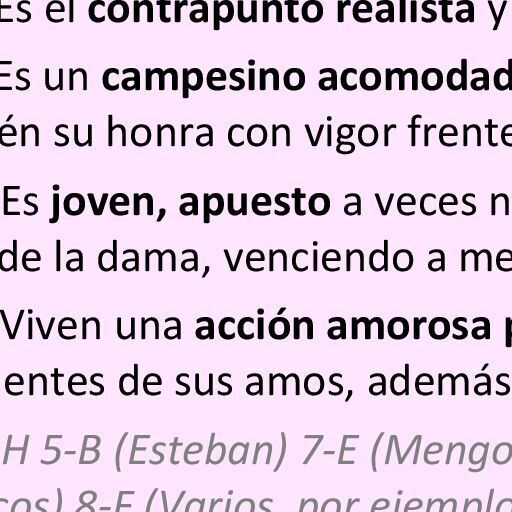 Es el contrapunto realista y
Es un campesino acomodad
én su honra con vigor frente
Es joven, apuesto a veces n
de la dama, venciendo a me
Viven una acción amorosa p
entes de sus amos, además
H 5-B (Esteban) 7-E (Mengo
cos) 8-F (Varios, por ejemplo